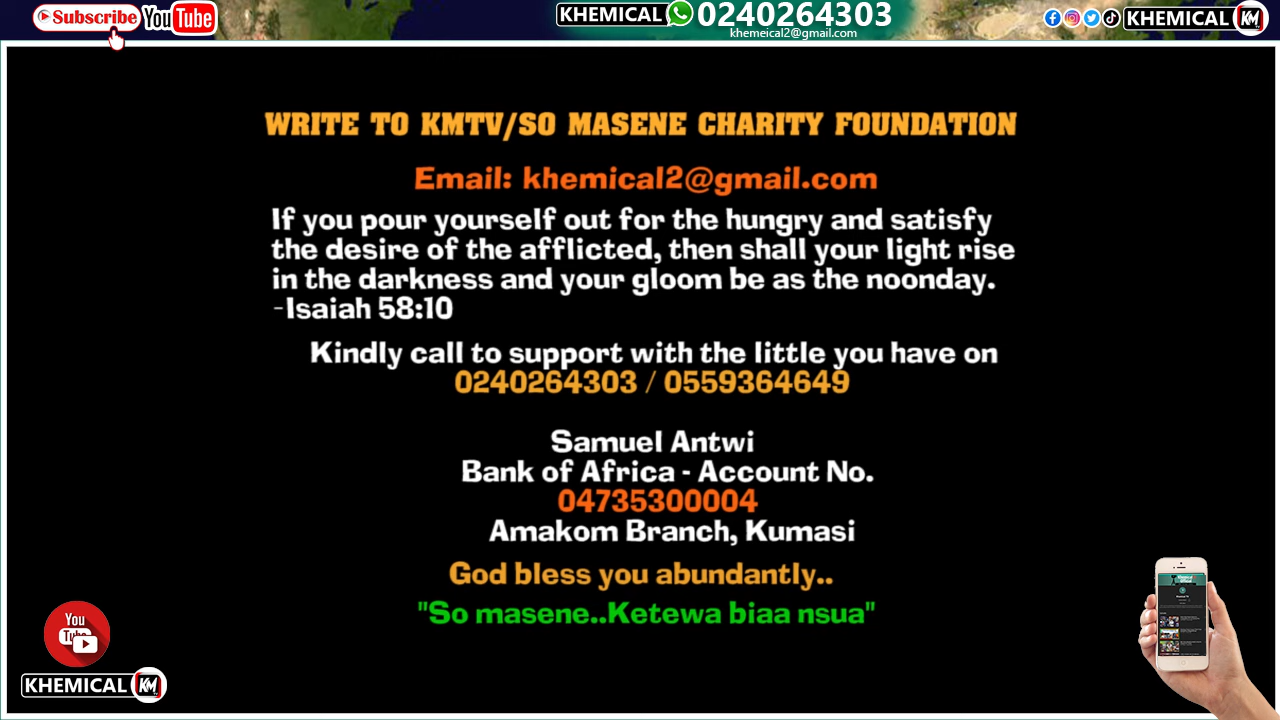 Subscribe YouTube
KHEMICAL 0240264303
khemeical2@gmail.com
KHEMICAL KM
WRITE TO KMTV/SO MASENE CHARITY FOUNDATION
Email: khemical2@gmail.com
If you pour yourself out for the hungry and satisfy
the desire of the afflicted, then shall your light rise
in the darkness and your gloom be as the noonday.
-Isaiah 58:10
Kindly call to support with the little you have on
0240264303 / 0559364649
Samuel Antwi
Bank of Africa - Account No.
04735300004
Amakom Branch, Kumasi
God bless you abundantly..
"So masene..Ketewa biaa nsua"
You
Tube
KHEMICAL KM